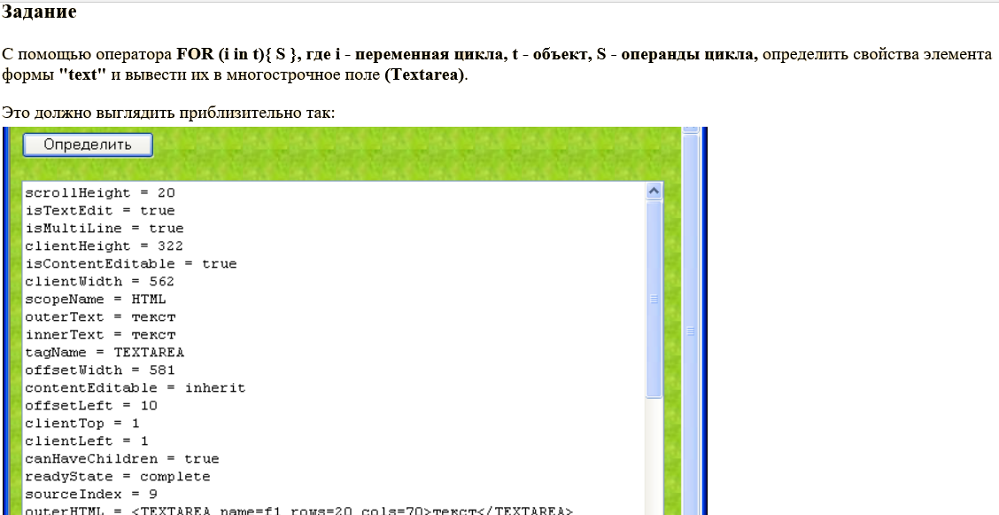 Задание
С помощью оператора FOR (i in t){ S }, где i - переменная цикла, t - объект, S - операнды цикла, определить свойства элемента
формы "text" и вывести их в многострочное поле (Textarea).
Это должно выглядить приблизительно так:
Определить
scrollHeight = 20
isTextEdit = true
isMultiLine = true
clientHeight = 322
isContentEditable = true
clientWidth = 562
scopeName = HTML
outerText = текст
innerText = текст
tagName = TEXTAREA
offsetWidth = 581
contentEditable = inherit
offsetLeft = 10
clientTop = 1
clientLeft = 1
canHaveChildren = true
readyState = complete
sourceIndex = 9
outerHTML = <TEXTAREA name=f1 rows=20 cols=70>текст</TEXTAREA>